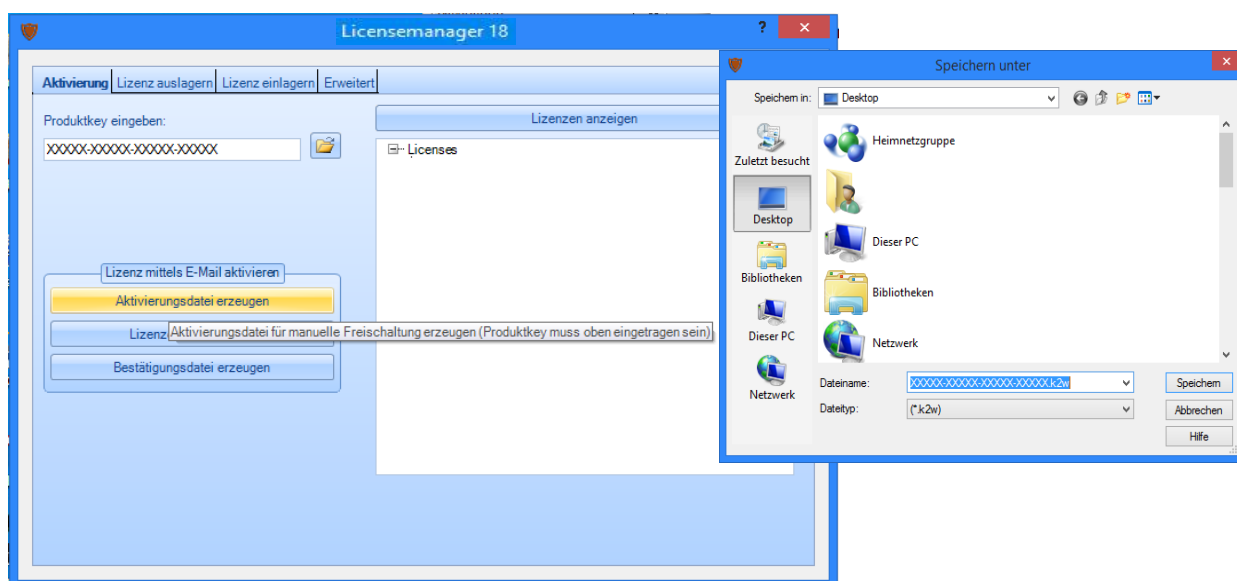 Licensemanager 18
?
Aktivierung Lizenz auslagern Lizenz einlagern Erweitert
Produktkey eingeben:
XXXXX-XXXXX-XXXXX-XXXXX
Lizenzen anzeigen
Licenses
Lizenz mittels E-Mail aktivieren
Aktivierungsdatei erzeugen
Lizenz
Aktivierungsdatei für manuelle Freischaltung erzeugen (Produktkey muss oben eingetragen sein)
Bestätigungsdatei erzeugen
Speichern unter
Speichern in:
Desktop
Zuletzt besucht
Desktop
Bibliotheken
Dieser PC
Netzwerk
Heimnetzgruppe
Dieser PC
Bibliotheken
Netzwerk
Dateiname:
XXXXX-XXXXX-XXXXX-XXXXX.k2w
Speichern
Dateityp:
(*.k2w)
Abbrechen
Hilfe